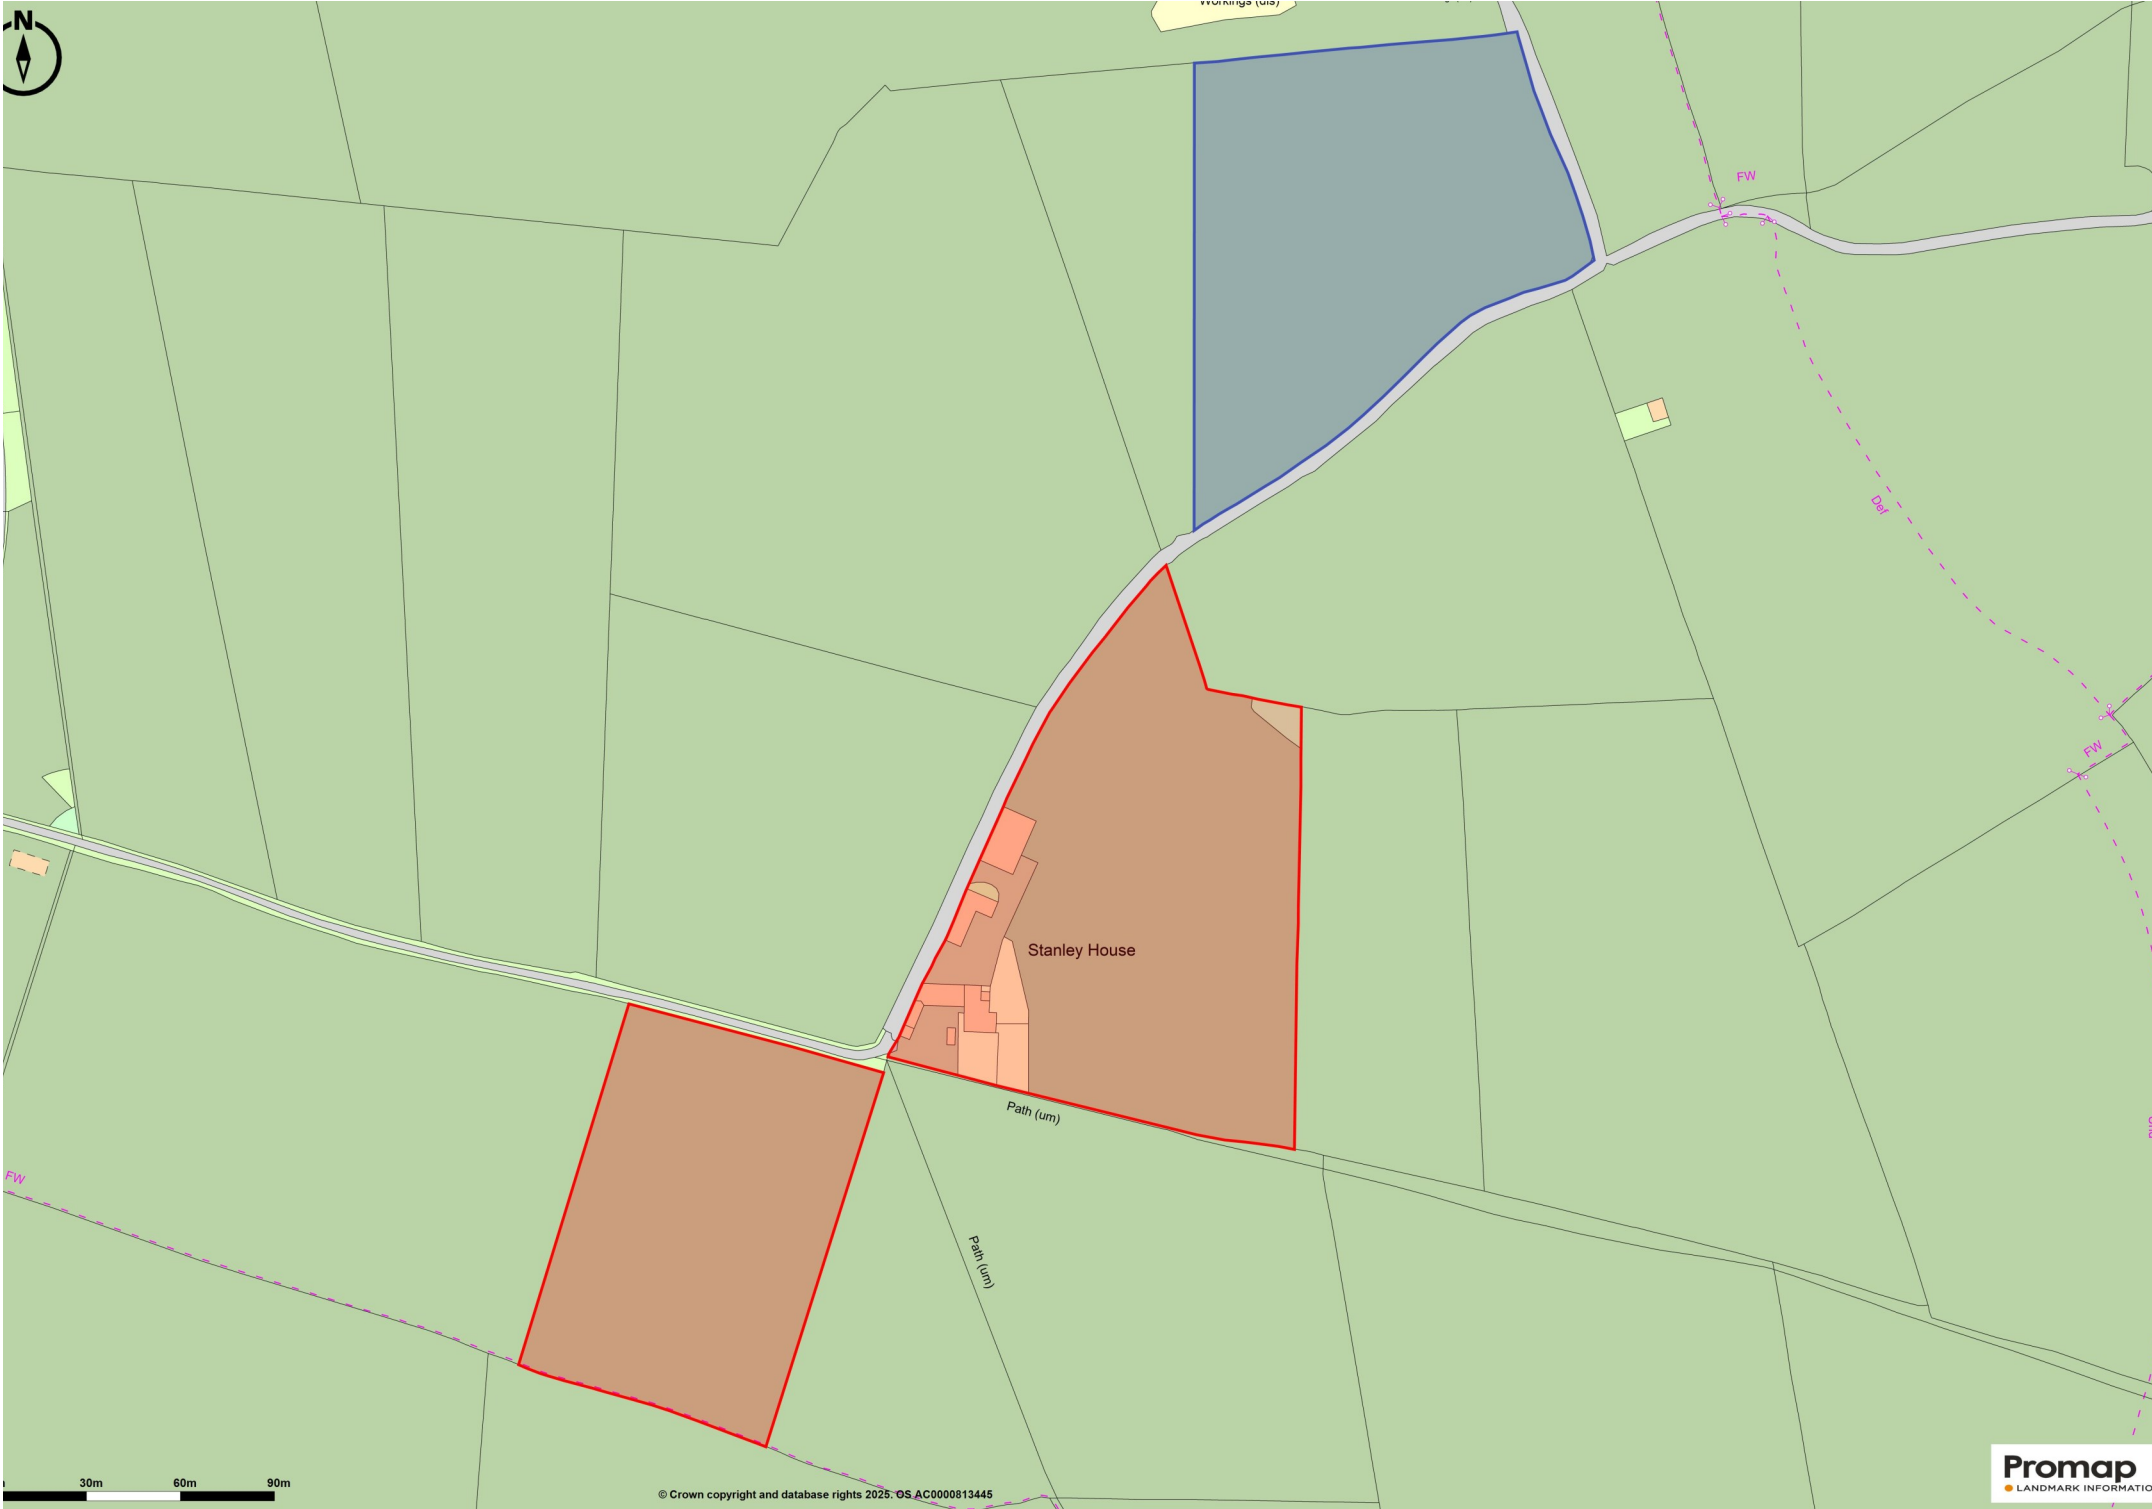 Workings (dis)
N
FW
Def
FW
Stanley House
Path (um)
FW
Path (um)
30m 60m 90m
© Crown copyright and database rights 2025. OS AC0000813445
Promap
LANDMARK INFORMATIO